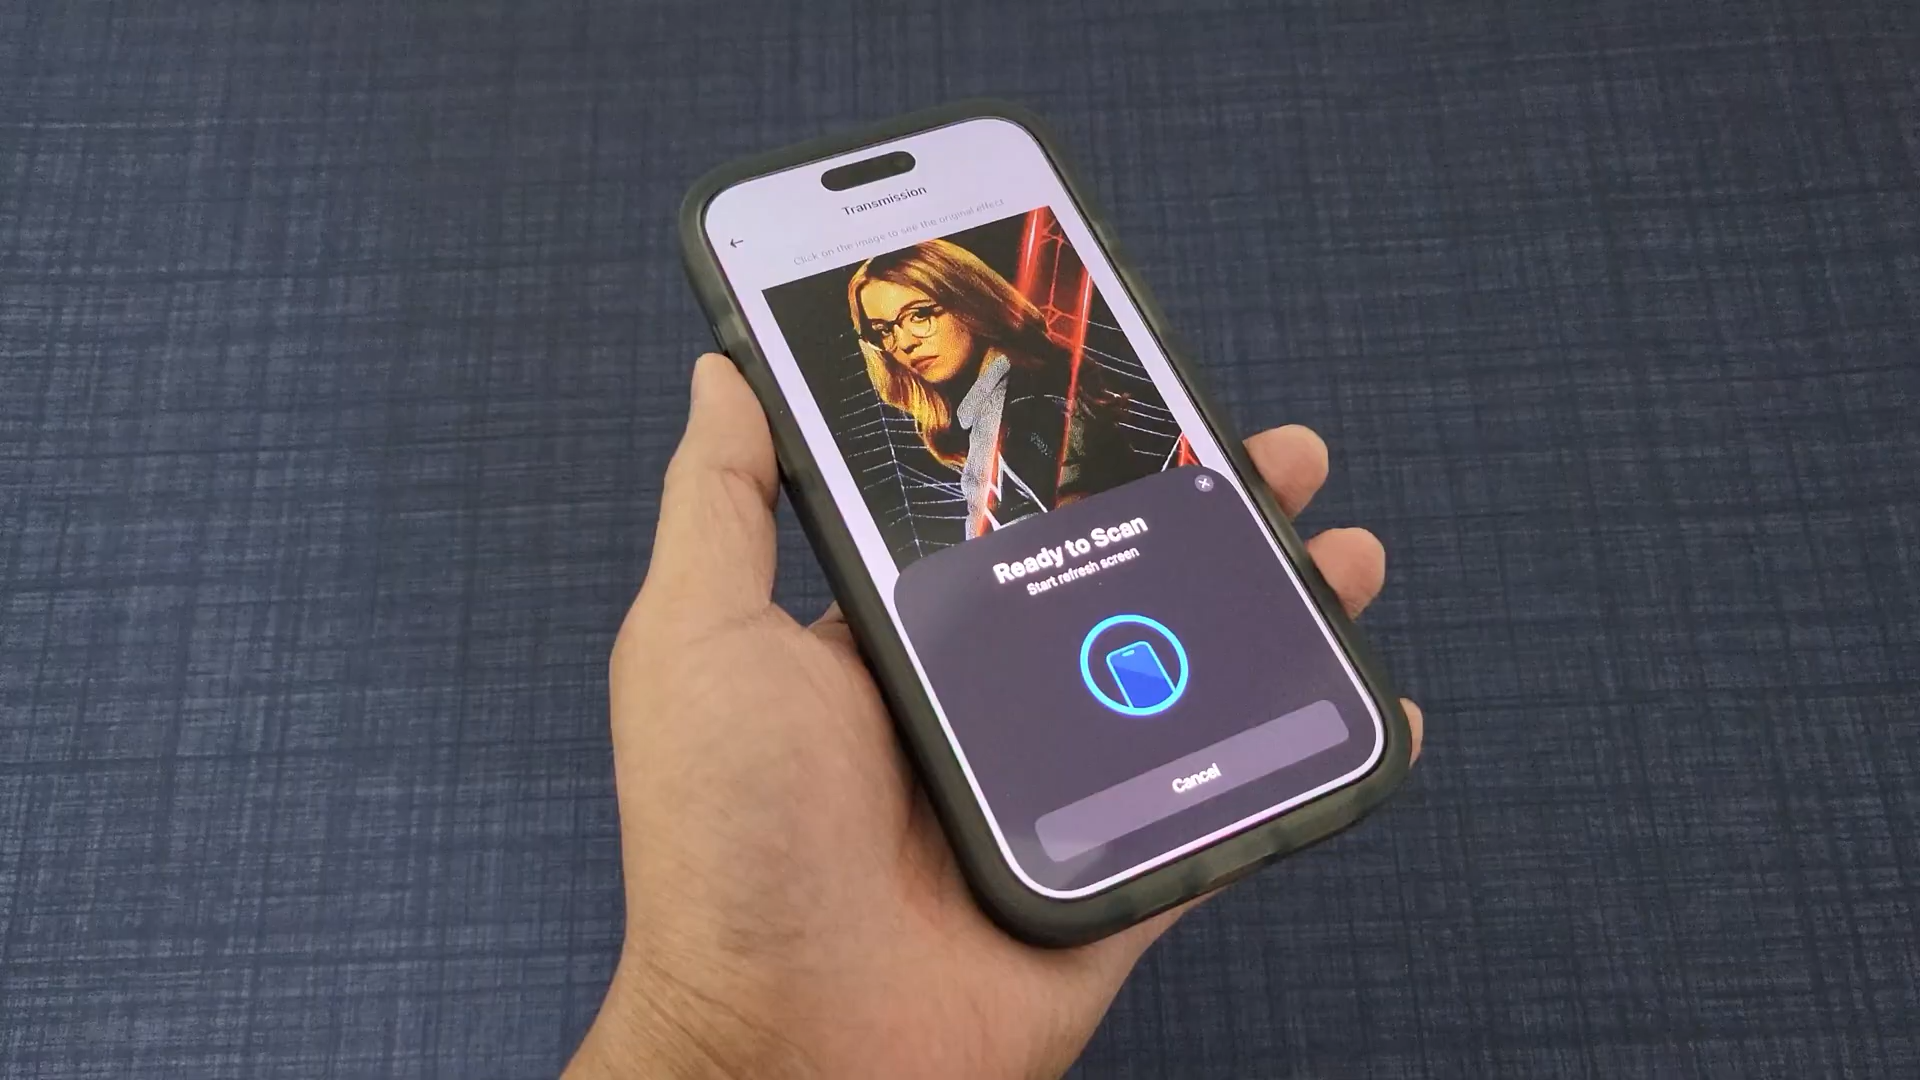 Transmission
Click on the image to see the original effect
Ready to Scan
Start refresh screen
Cancel